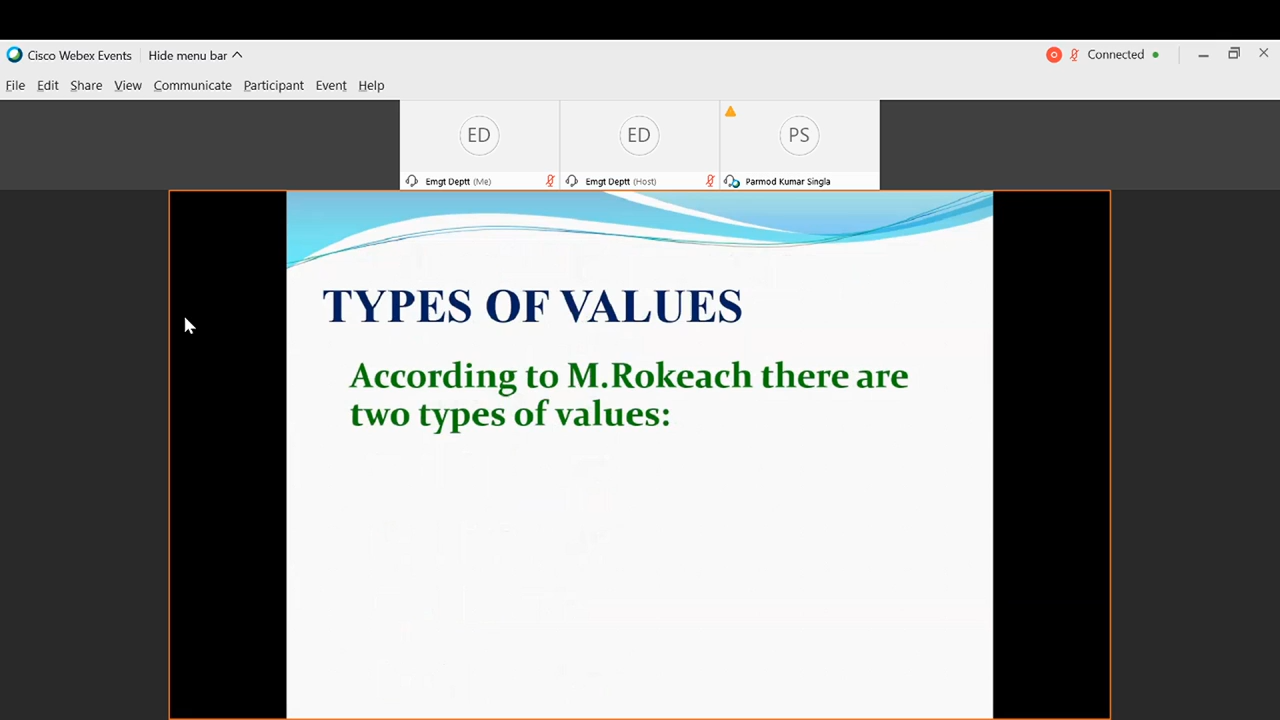 Cisco Webex Events Hide menu bar Connected
File Edit Share View Communicate Participant Event Help
ED ED PS
Emgt Deptt (Me) Emgt Deptt (Host) Parmod Kumar Singla
TYPES OF VALUES
According to M.Rokeach there are
two types of values: